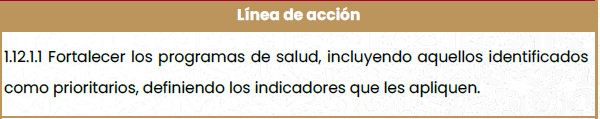 Línea de acción
1.12.1.1 Fortalecer los programas de salud, incluyendo aquellos identificados
como prioritarios, definiendo los indicadores que les apliquen.